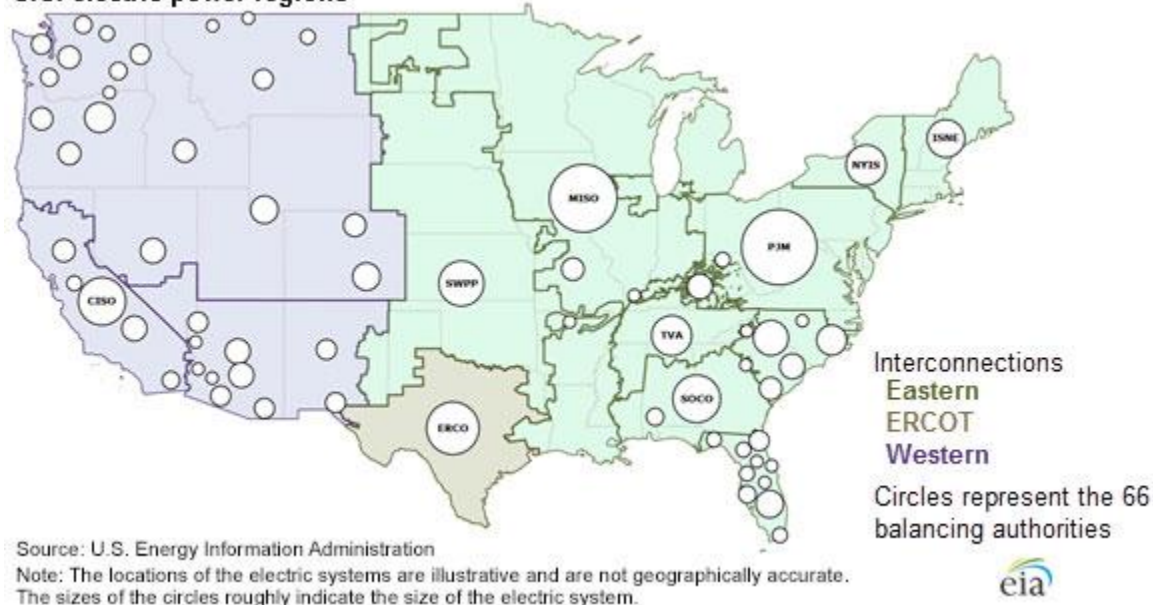 U.S. electric power regions
MISO
ISNE
NYIS
PJM
SWPP
CISO
TVA
SOCO
ERCO
Interconnections
Eastern
ERCOT
Western
Circles represent the 66
balancing authorities
Source: U.S. Energy Information Administration
Note: The locations of the electric systems are illustrative and are not geographically accurate.
The sizes of the circles roughly indicate the size of the electric system.
eia